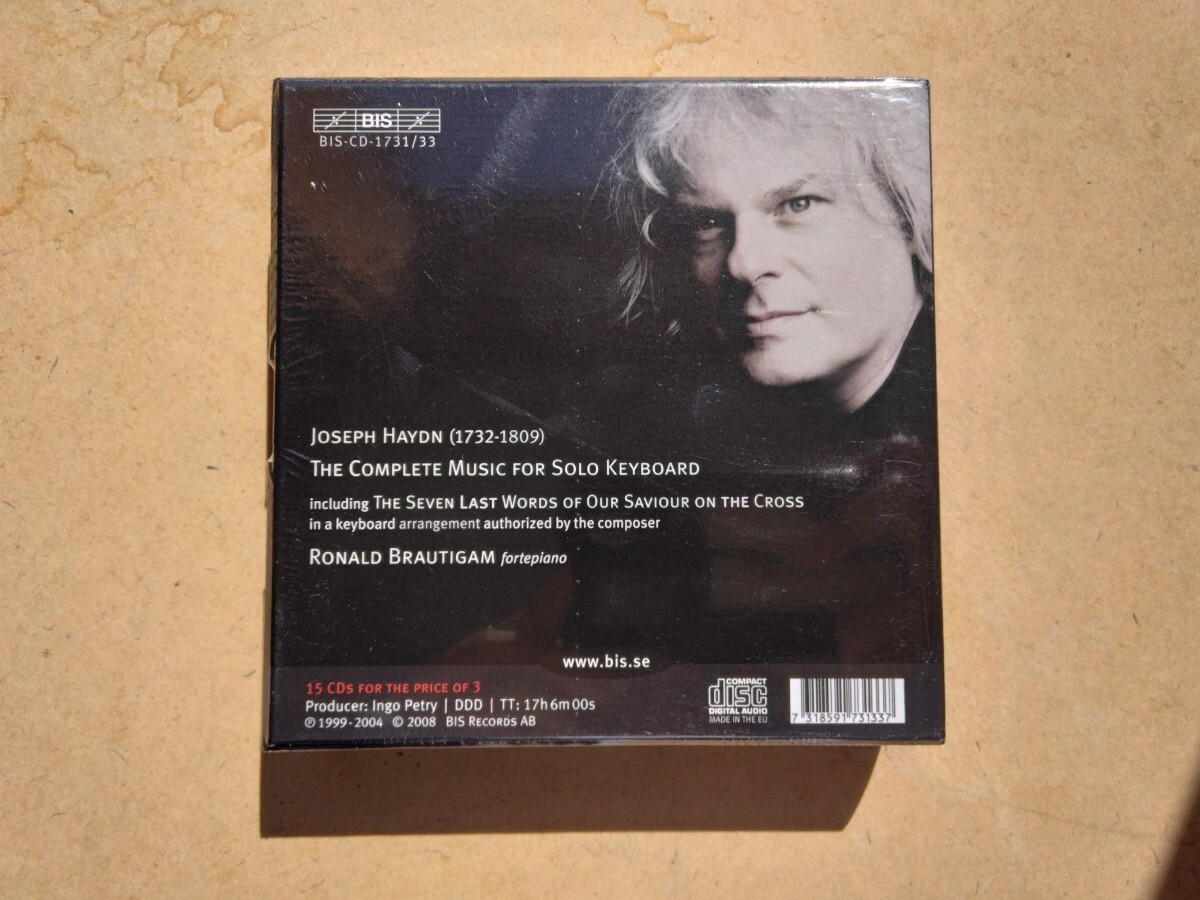 BIS
BIS-CD-1731/33
JOSEPH HAYDN (1732-1809)
THE COMPLETE MUSIC FOR SOLO KEYBOARD
including THE SEVEN LAST WORDS OF OUR SAVIOUR ON THE CROSS
in a keyboard arrangement authorized by the composer
RONALD BRAUTIGAM fortepiano
www.bis.se
15 CDS FOR THE PRICE OF 3
Producer: Ingo Petry | DDD | TT: 17h 6m 00s
℗ 1999-2004 © 2008 BIS RECORDS AB
COMPACT
disc
DIGITAL AUDIO
MADE IN THE EU
7 318591 731337